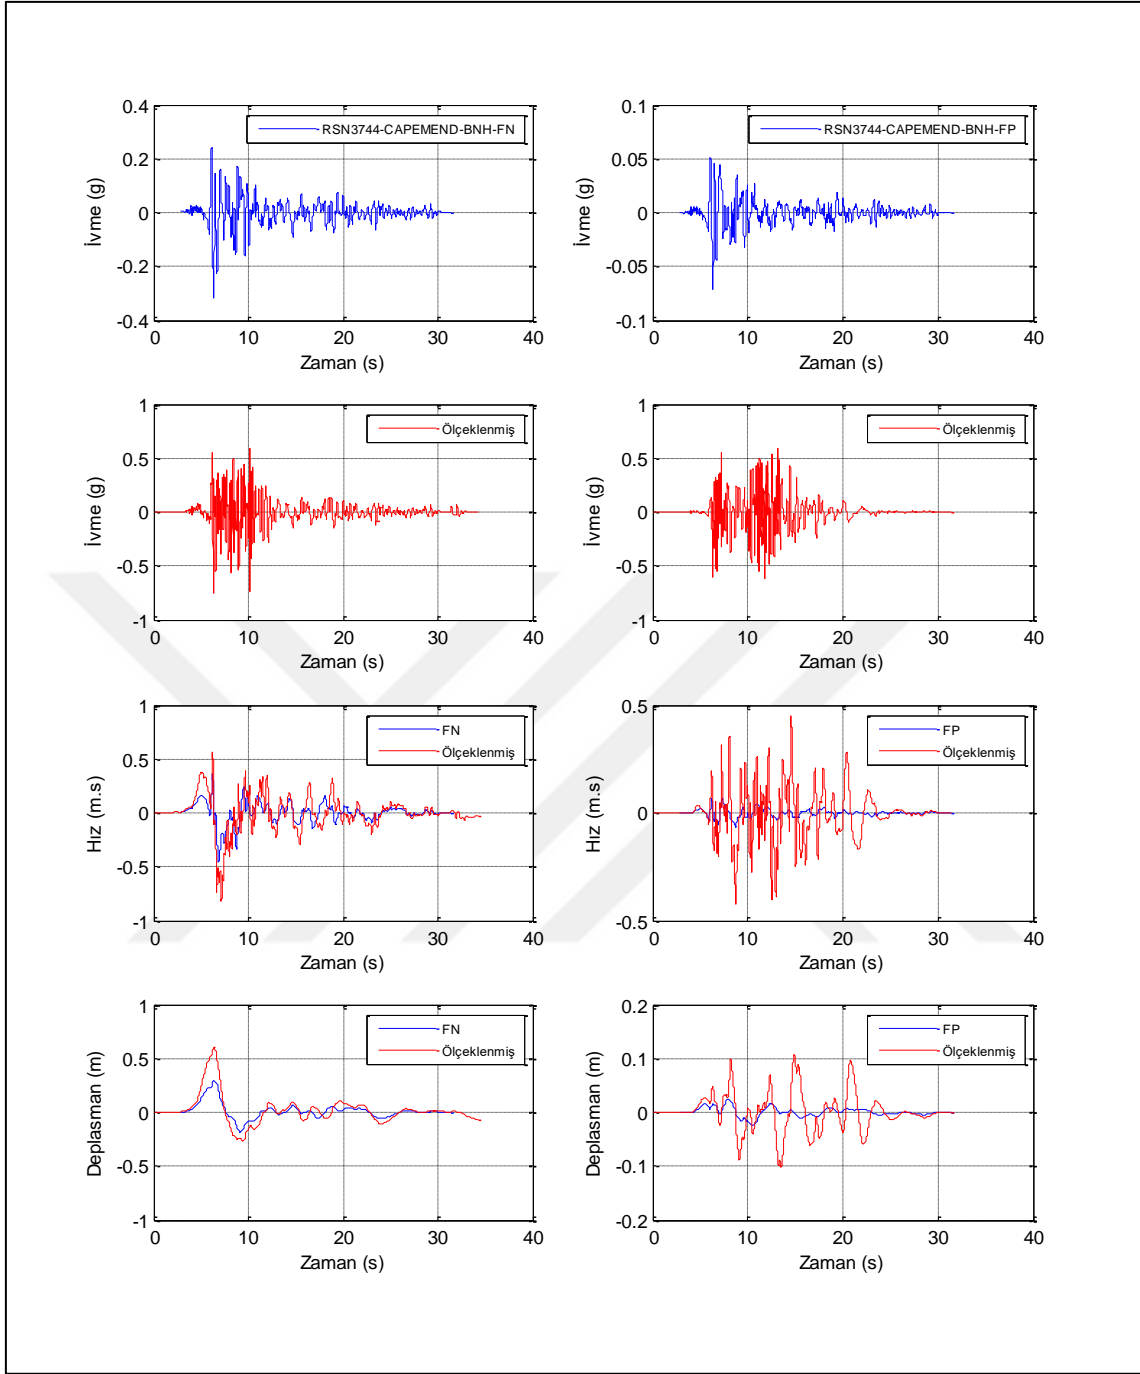 0.4
0.2
0
-0.2
-0.4
İvme (g)
RSN3744-CAPEMEND-BNH-FN
0 10 20 30 40
Zaman (s)
0.1
0.05
0
-0.05
-0.1
İvme (g)
RSN3744-CAPEMEND-BNH-FP
0 10 20 30 40
Zaman (s)
1
0.5
0
-0.5
-1
İvme (g)
Ölçeklenmiş
0 10 20 30 40
Zaman (s)
1
0.5
0
-0.5
-1
İvme (g)
Ölçeklenmiş
0 10 20 30 40
Zaman (s)
1
0.5
0
-0.5
-1
Hız (m.s)
FN
Ölçeklenmiş
0 10 20 30 40
Zaman (s)
0.5
0
-0.5
Hız (m.s)
FP
Ölçeklenmiş
0 10 20 30 40
Zaman (s)
1
0.5
0
-0.5
-1
Deplasman (m)
FN
Ölçeklenmiş
0 10 20 30 40
Zaman (s)
0.2
0.1
0
-0.1
-0.2
Deplasman (m)
FP
Ölçeklenmiş
0 10 20 30 40
Zaman (s)